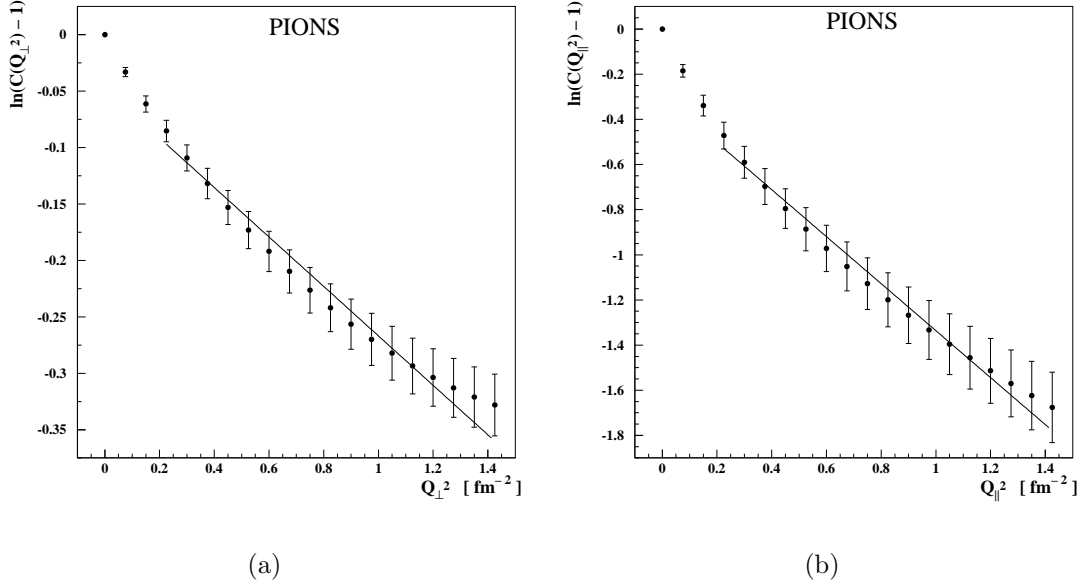 PIONS
ln(C(Q⊥²) − 1)
0
-0.05
-0.1
-0.15
-0.2
-0.25
-0.3
-0.35
0 0.2 0.4 0.6 0.8 1 1.2 1.4
Q⊥² [ fm⁻² ]
(a)
PIONS
ln(C(Q∥²) − 1)
0
-0.2
-0.4
-0.6
-0.8
-1
-1.2
-1.4
-1.6
-1.8
0 0.2 0.4 0.6 0.8 1 1.2 1.4
Q∥² [ fm⁻² ]
(b)